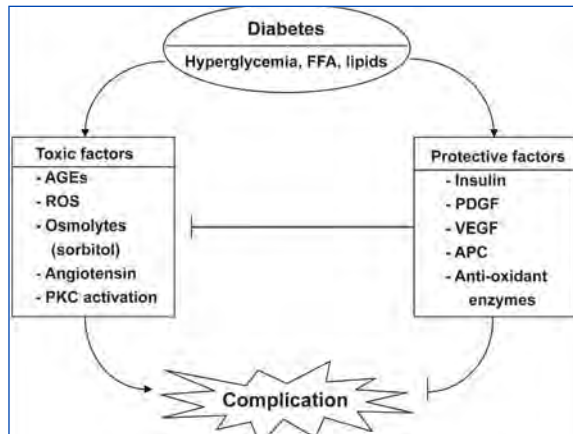 Diabetes
Hyperglycemia, FFA, lipids
Toxic factors
- AGEs
- ROS
- Osmolytes
(sorbitol)
- Angiotensin
- PKC activation
Protective factors
- Insulin
- PDGF
- VEGF
- APC
- Anti-oxidant
enzymes
Complication